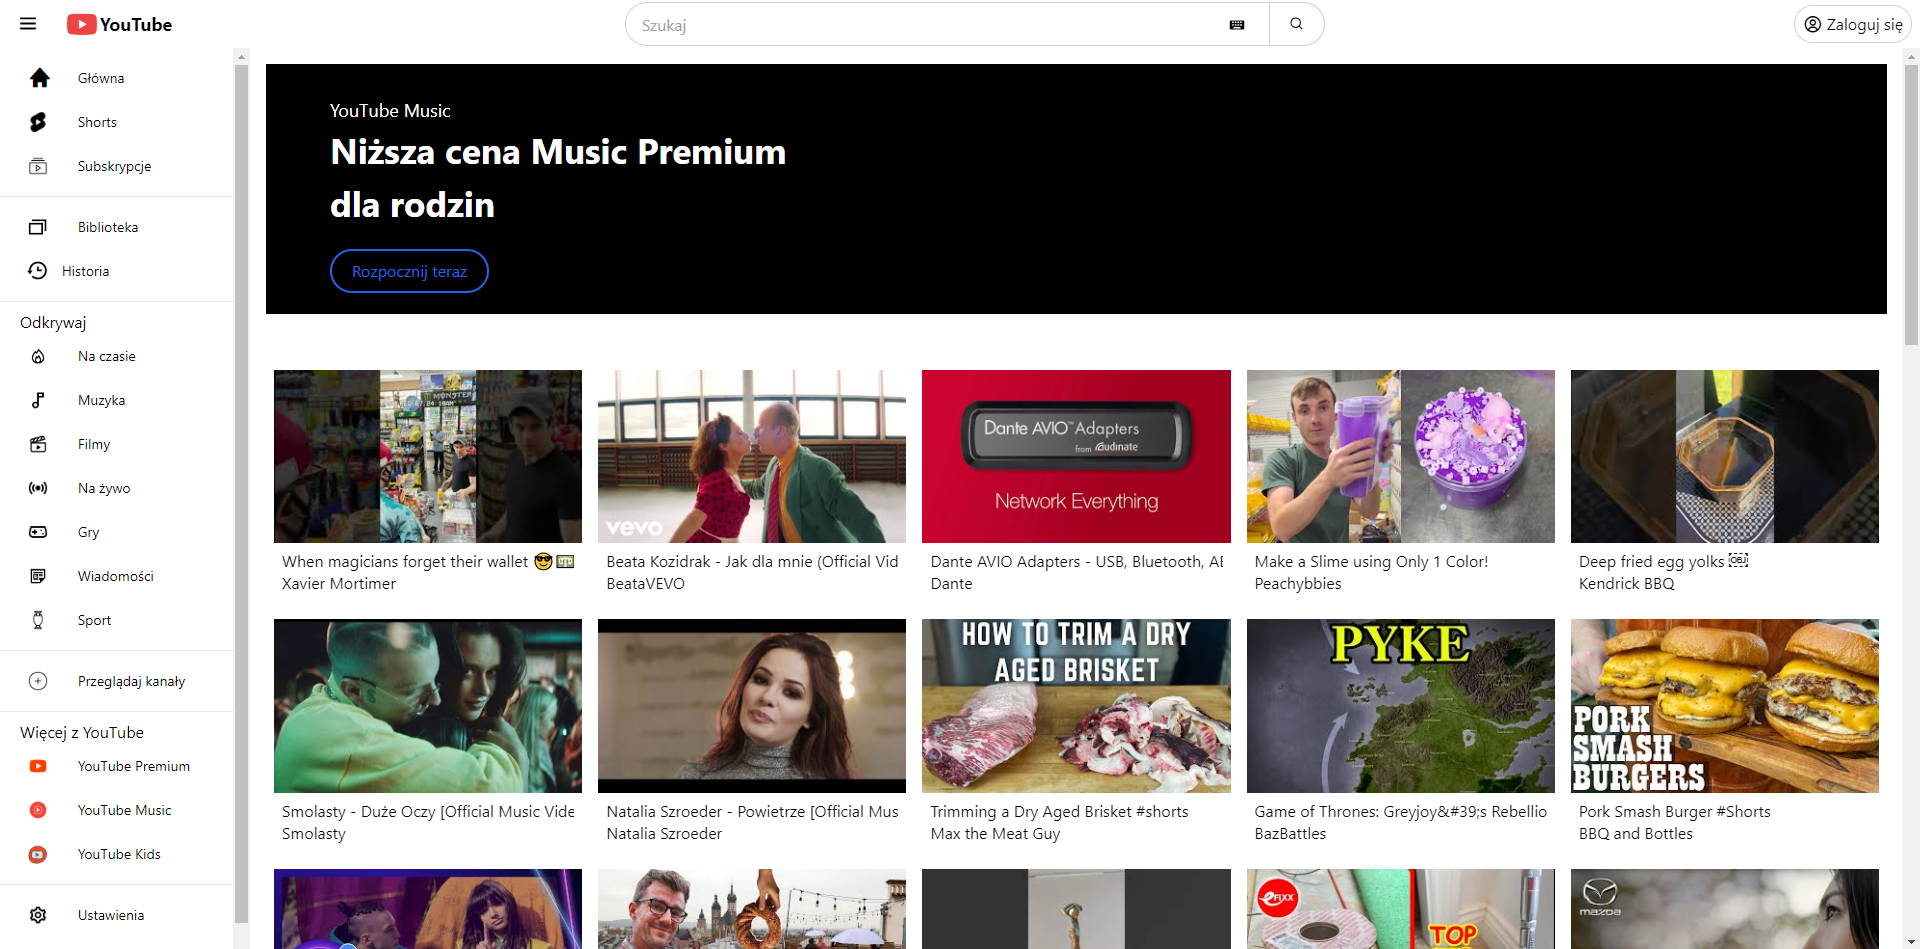 YouTube
Szukaj
Zaloguj się
Główna
Shorts
Subskrypcje
Biblioteka
Historia
Odkrywaj
Na czasie
Muzyka
Filmy
Na żywo
Gry
Wiadomości
Sport
Przeglądaj kanały
Więcej z YouTube
YouTube Premium
YouTube Music
YouTube Kids
Ustawienia
YouTube Music
Niższa cena Music Premium
dla rodzin
Rozpocznij teraz
MONSTER
vevo
Dante AVIO™ Adapters
from Audinate
Network Everything
When magicians forget their wallet 😎 💵
Xavier Mortimer
Beata Kozidrak - Jak dla mnie (Official Vid
BeataVEVO
Dante AVIO Adapters - USB, Bluetooth, AE
Dante
Make a Slime using Only 1 Color!
Peachybbies
Deep fried egg yolks ￼
Kendrick BBQ
HOW TO TRIM A DRY
AGED BRISKET
PYKE
PORK
SMASH
BURGERS
Smolasty - Duże Oczy [Official Music Vide
Smolasty
Natalia Szroeder - Powietrze [Official Mus
Natalia Szroeder
Trimming a Dry Aged Brisket #shorts
Max the Meat Guy
Game of Thrones: Greyjoy&#39;s Rebellio
BazBattles
Pork Smash Burger #Shorts
BBQ and Bottles
eFIXX
TOP
mazda